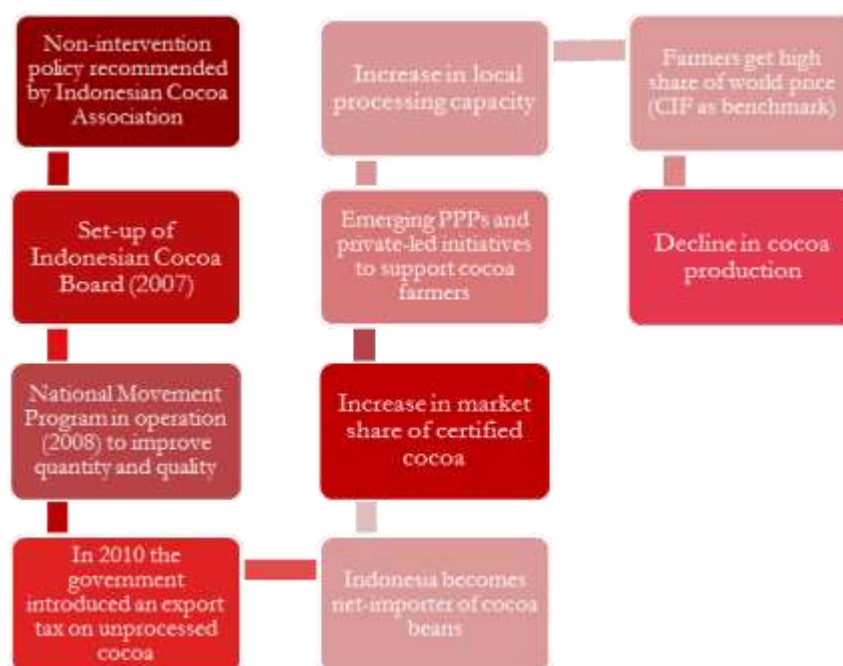 Non-intervention
policy recommended
by Indonesian Cocoa
Association
Set-up of
Indonesian Cocoa
Board (2007)
National Movement
Program in operation
(2008) to improve
quantity and quality
In 2010 the
government
introduced an export
tax on unprocessed
cocoa
Indonesia becomes
net-importer of cocoa
beans
Increase in market
share of certified
cocoa
Emerging PPPs and
private-led initiatives
to support cocoa
farmers
Increase in local
processing capacity
Farmers get high
share of world price
(CIF as benchmark)
Decline in cocoa
production